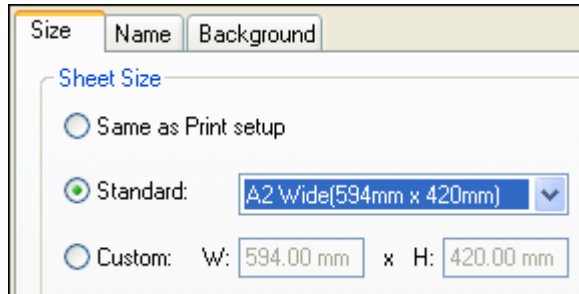 Size Name Background
Sheet Size
Same as Print setup
Standard: A2 Wide(594mm x 420mm)
Custom: W: 594.00 mm x H: 420.00 mm